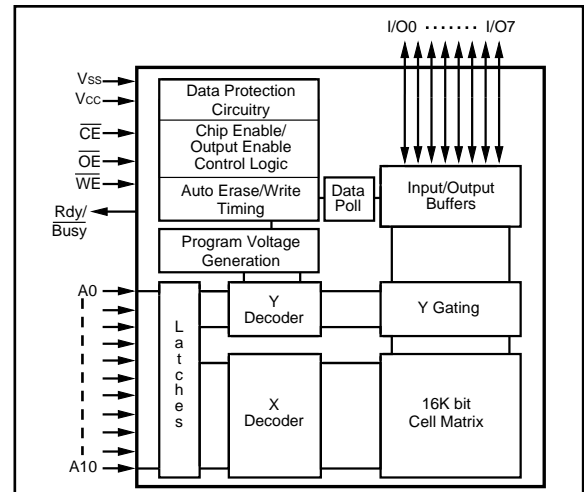 I/O0 ........ I/O7
VSS
VCC
CE
OE
WE
Rdy/
Busy
Data Protection
Circuitry
Chip Enable/
Output Enable
Control Logic
Auto Erase/Write
Timing
Data
Poll
Input/Output
Buffers
Program Voltage
Generation
A0
A10
Latches
Y
Decoder
Y Gating
X
Decoder
16K bit
Cell Matrix